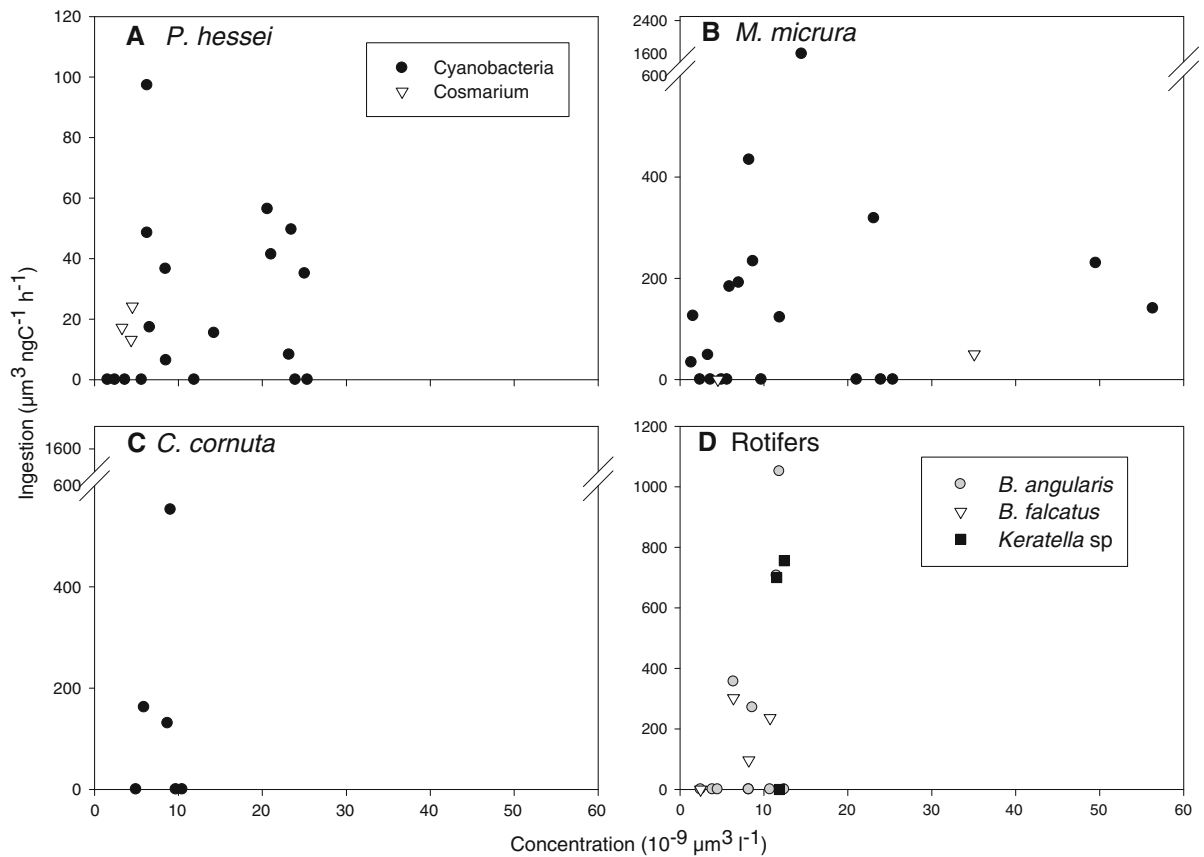 A P. hessei
Cyanobacteria
Cosmarium
120
100
80
60
40
20
0
B M. micrura
2400
1600
600
400
200
0
Ingestion (µm³ ngC⁻¹ h⁻¹)
C C. cornuta
1600
600
400
200
0
0 10 20 30 40 50 60
D Rotifers
B. angularis
B. falcatus
Keratella sp
1200
1000
800
600
400
200
0
0 10 20 30 40 50 60
Concentration (10⁻⁹ µm³ l⁻¹)